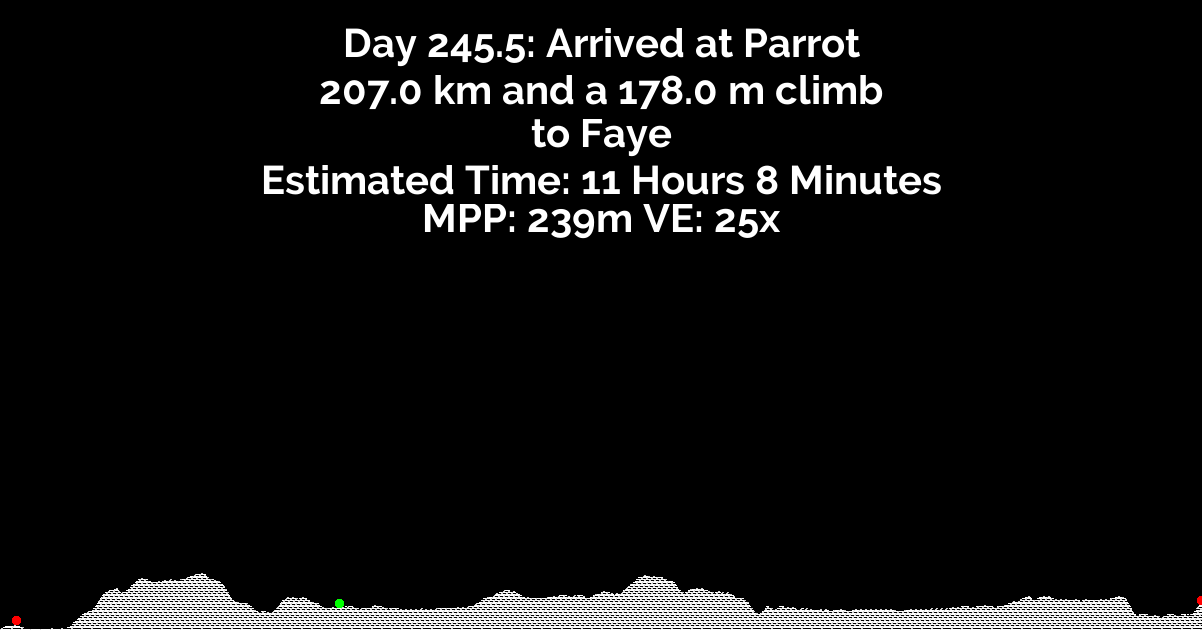 Day 245.5: Arrived at Parrot
207.0 km and a 178.0 m climb
to Faye
Estimated Time: 11 Hours 8 Minutes
MPP: 239m VE: 25x